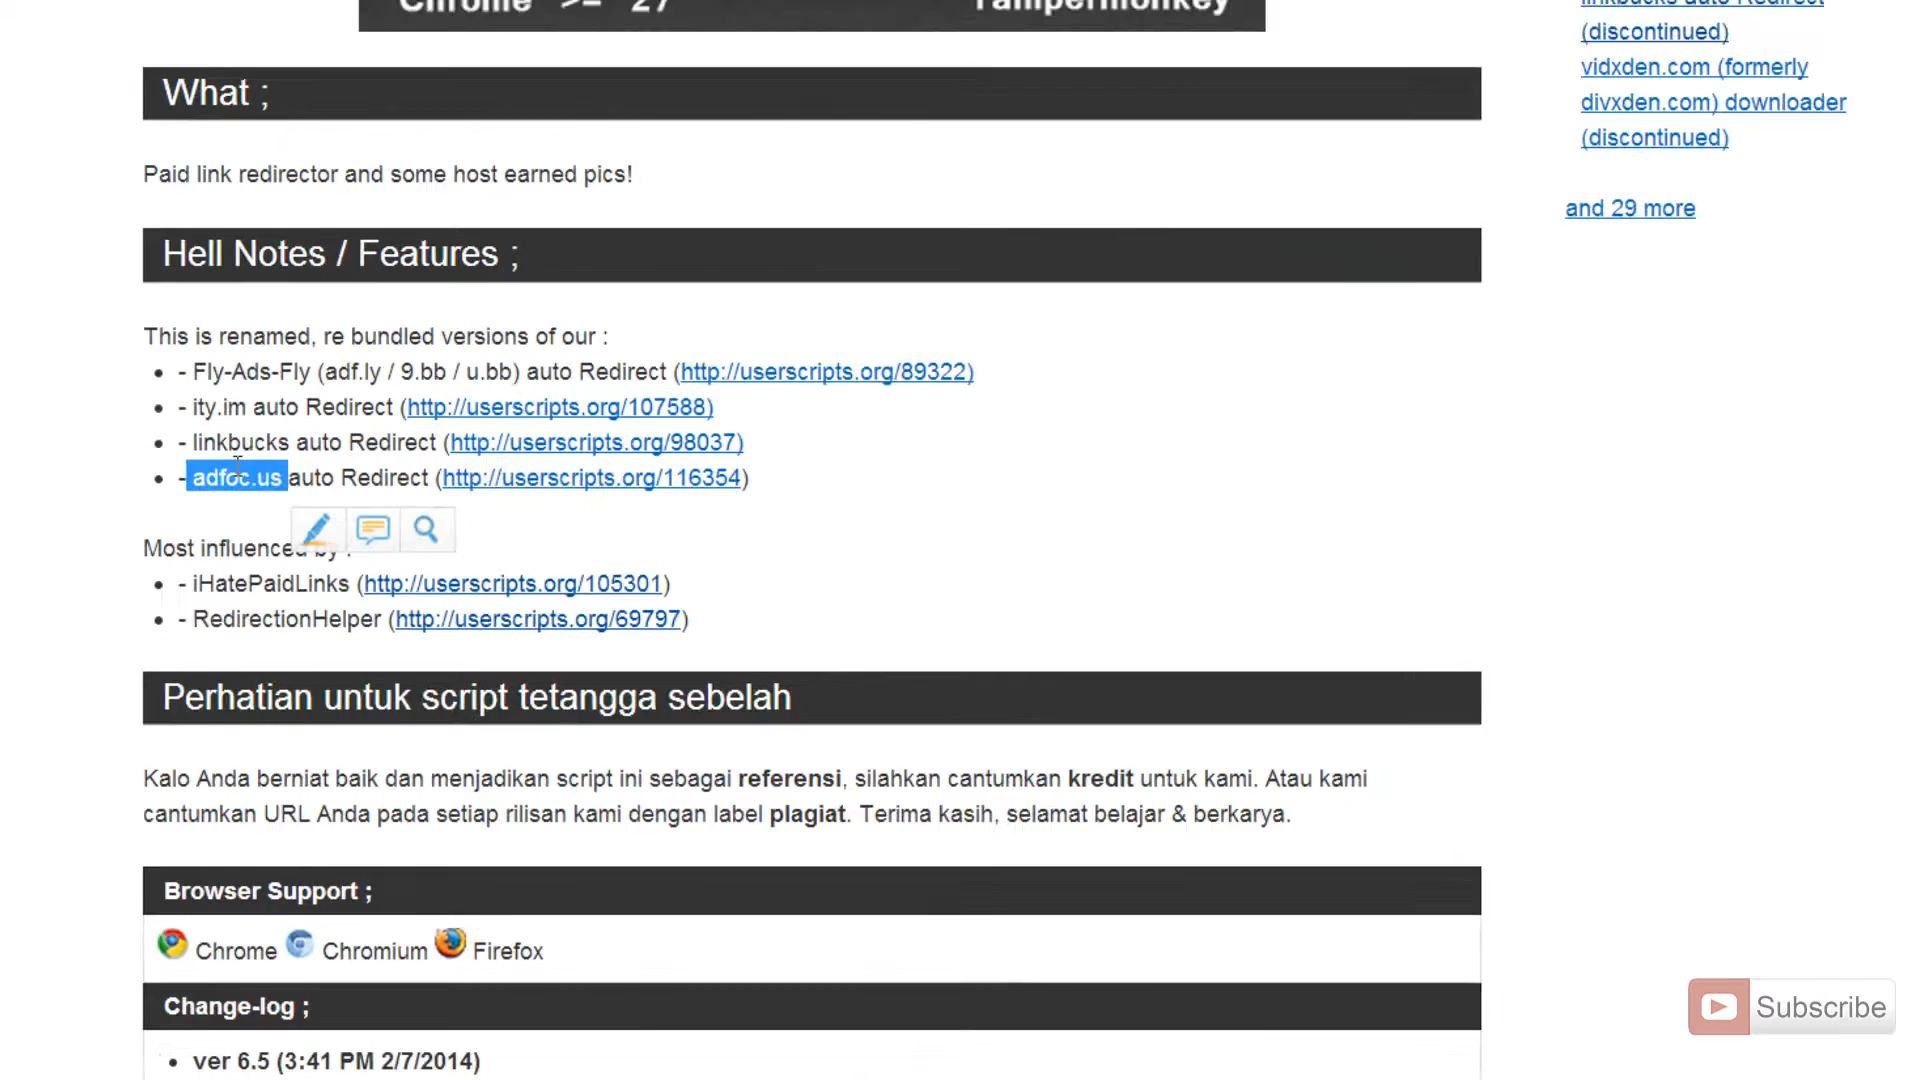 Chrome >= 27 Tampermonkey
What ;
Paid link redirector and some host earned pics!
Hell Notes / Features ;
This is renamed, re bundled versions of our :
• - Fly-Ads-Fly (adf.ly / 9.bb / u.bb) auto Redirect (http://userscripts.org/89322)
• - ity.im auto Redirect (http://userscripts.org/107588)
• - linkbucks auto Redirect (http://userscripts.org/98037)
• - adfoc.us auto Redirect (http://userscripts.org/116354)
Most influenced by :
• - iHatePaidLinks (http://userscripts.org/105301)
• - RedirectionHelper (http://userscripts.org/69797)
Perhatian untuk script tetangga sebelah
Kalo Anda berniat baik dan menjadikan script ini sebagai referensi, silahkan cantumkan kredit untuk kami. Atau kami
cantumkan URL Anda pada setiap rilisan kami dengan label plagiat. Terima kasih, selamat belajar & berkarya.
Browser Support ;
Chrome Chromium Firefox
Change-log ;
• ver 6.5 (3:41 PM 2/7/2014)
linkbucks auto Redirect
(discontinued)
vidxden.com (formerly
divxden.com) downloader
(discontinued)
and 29 more
Subscribe